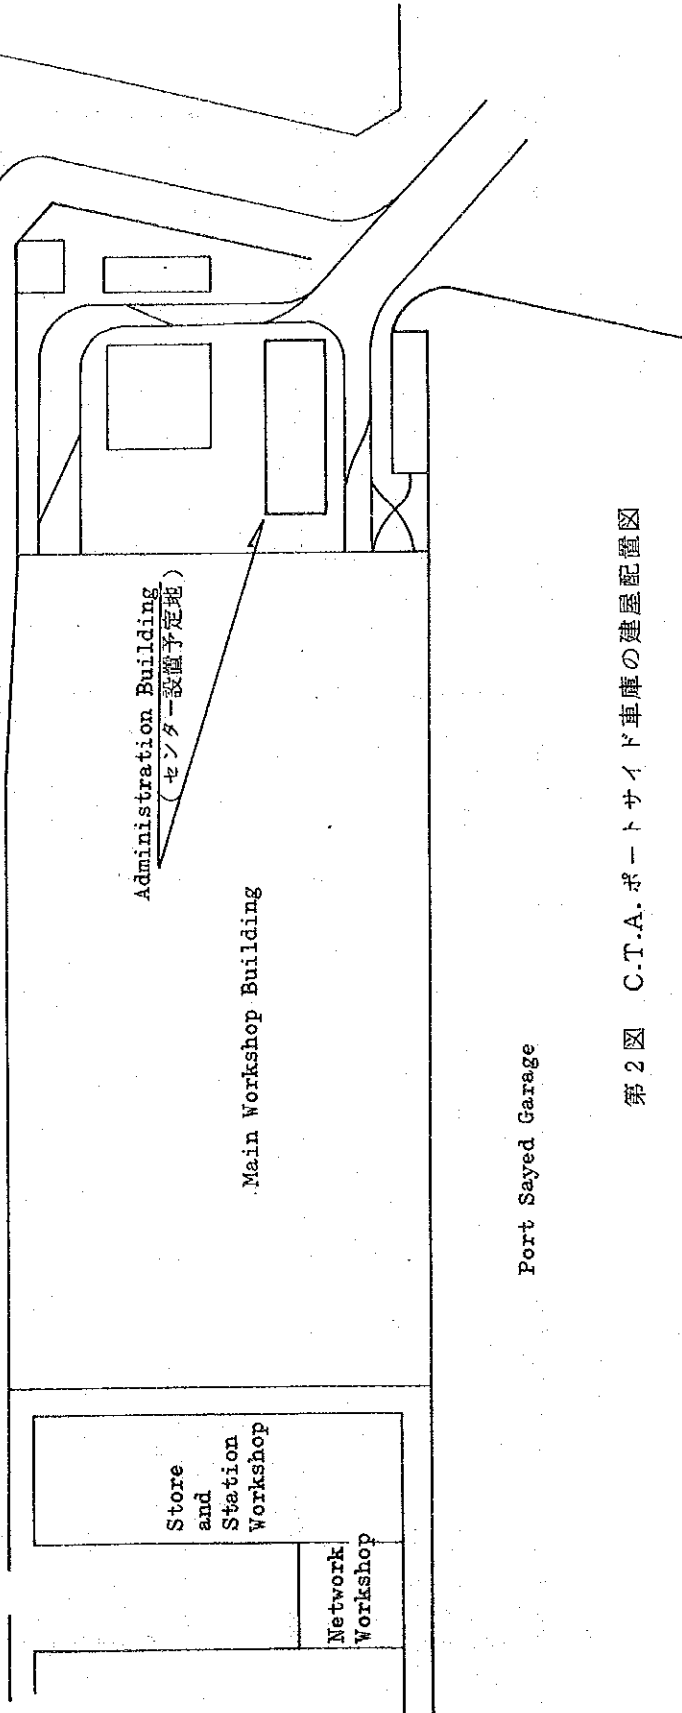 Administration Building
(センター設置予定地)
Main Workshop Building
Store
and
Station
Workshop
Network
Workshop
Port Sayed Garage
第2図 C.T.A.ポートサイド車庫の建屋配置図